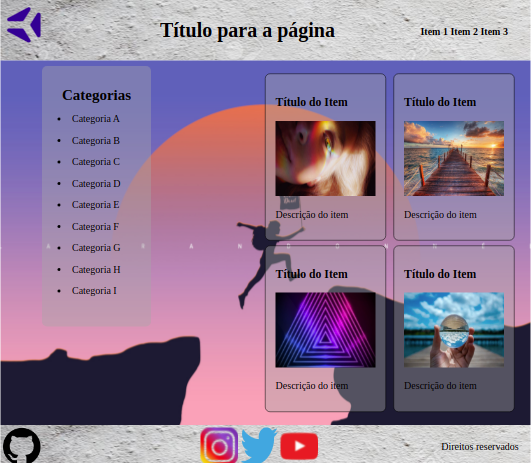 Título para a página
Item 1 Item 2 Item 3
Categorias
Categoria A
Categoria B
Categoria C
Categoria D
Categoria E
Categoria F
Categoria G
Categoria H
Categoria I
Título do Item
Descrição do item
Título do Item
Descrição do item
Título do Item
Descrição do item
Título do Item
Descrição do item
Direitos reservados